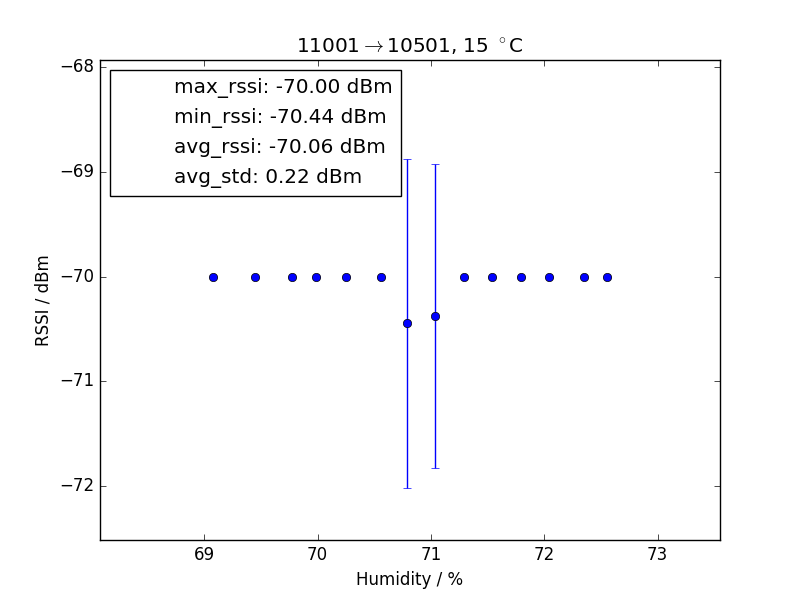 11001→10501, 15 °C
max_rssi: -70.00 dBm
min_rssi: -70.44 dBm
avg_rssi: -70.06 dBm
avg_std: 0.22 dBm
−68
−69
−70
−71
−72
RSSI / dBm
69 70 71 72 73
Humidity / %